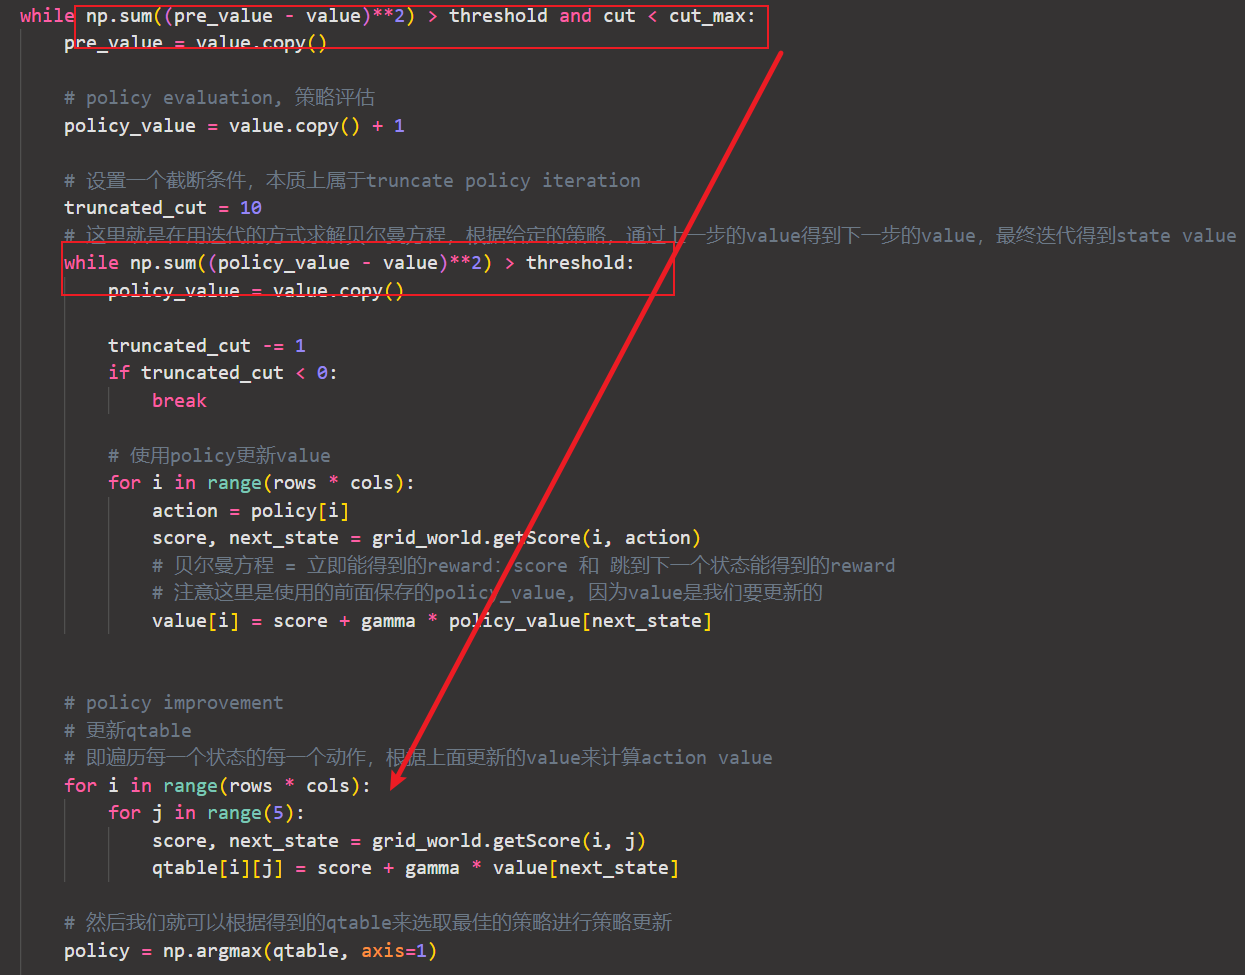 while np.sum((pre_value - value)**2) > threshold and cut < cut_max:
pre_value = value.copy()
# policy evaluation, 策略评估
policy_value = value.copy() + 1
# 设置一个截断条件，本质上属于truncate policy iteration
truncated_cut = 10
# 这里就是在用迭代的方式求解贝尔曼方程，根据给定的策略，通过上一步的value得到下一步的value，最终迭代得到state value
while np.sum((policy_value - value)**2) > threshold:
policy_value = value.copy()
truncated_cut -= 1
if truncated_cut < 0:
break
# 使用policy更新value
for i in range(rows * cols):
action = policy[i]
score, next_state = grid_world.getScore(i, action)
# 贝尔曼方程 = 立即能得到的reward：score 和 跳到下一个状态能得到的reward
# 注意这里是使用的前面保存的policy_value, 因为value是我们要更新的
value[i] = score + gamma * policy_value[next_state]
# policy improvement
# 更新qtable
# 即遍历每一个状态的每一个动作，根据上面更新的value来计算action value
for i in range(rows * cols):
for j in range(5):
score, next_state = grid_world.getScore(i, j)
qtable[i][j] = score + gamma * value[next_state]
# 然后我们就可以根据得到的qtable来选取最佳的策略进行策略更新
policy = np.argmax(qtable, axis=1)